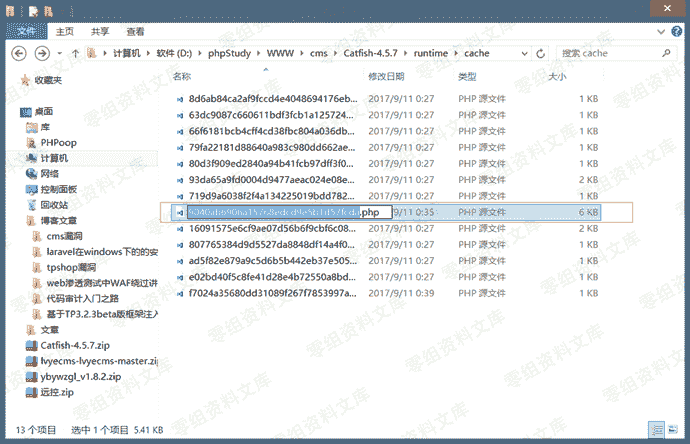 文件 主页 共享 查看
计算机 软件 (D:) phpStudy WWW cms Catfish-4.5.7 runtime cache 搜索 cache
收藏夹
桌面
库
PHPoop
计算机
网络
控制面板
回收站
博客文章
cms漏洞
laravel在windows下的的安
tpshop漏洞
web渗透测试中WAF绕过讲
代码审计入门之路
基于TP3.2.3beta版框架注入
文章
Catfish-4.5.7.zip
lvyecms-lvyecms-master.zip
ybywzgl_v1.8.2.zip
远控.zip
名称 修改日期 类型 大小
8d6ab84ca2af9fccd4e4048694176eb... 2017/9/11 0:27 PHP 源文件 1 KB
63dc9087c660611bdf3fcb1a125724... 2017/9/11 0:27 PHP 源文件 1 KB
66f6181bcb4cff4cd38fbc804a036db... 2017/9/11 0:27 PHP 源文件 1 KB
79fa22181d88640a983c980dd662ae... 2017/9/11 0:27 PHP 源文件 1 KB
80d3f909ed2840a94b41fcb97dff3f0... 2017/9/11 0:27 PHP 源文件 1 KB
93da65a9fd0004d9477aeac024e08e... 2017/9/11 0:27 PHP 源文件 2 KB
719d9a6038f2f4a134225019bdd782... 2017/9/11 0:27 PHP 源文件 1 KB
.php 2017/9/11 0:35 PHP 源文件 6 KB
16091575e6cf9ae07d56b6f9cbf6c08... 2017/9/11 0:27 PHP 源文件 2 KB
807765384d9d5527da8848df14a4f0... 2017/9/11 0:27 PHP 源文件 1 KB
ad5f82e879a9c5d6b5b442eb37e505... 2017/9/11 0:27 PHP 源文件 1 KB
e02bd40f5c8fe41d28e4b72550a8bd... 2017/9/11 0:27 PHP 源文件 1 KB
f7024a35680dd31089f267f7853997a... 2017/9/11 0:39 PHP 源文件 1 KB
13 个项目 选中 1 个项目 5.41 KB
零组资料文库